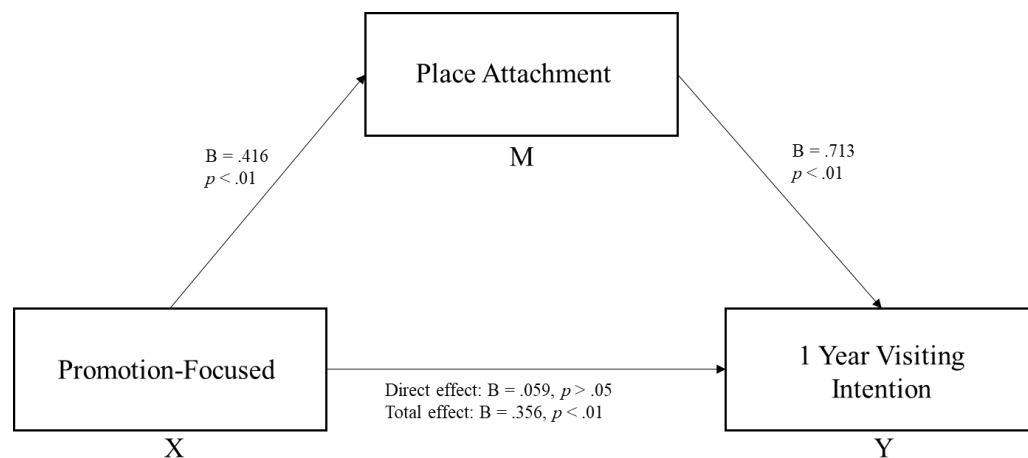 Place Attachment
M
B = .416
p < .01
B = .713
p < .01
Promotion-Focused
X
Direct effect: B = .059, p > .05
Total effect: B = .356, p < .01
1 Year Visiting
Intention
Y